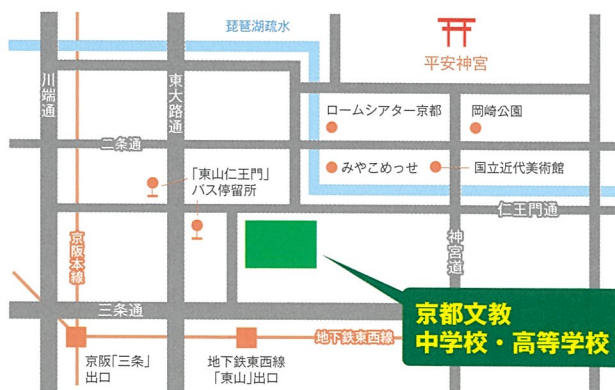 琵琶湖疏水
平安神宮
川端通
東大路通
ロームシアター京都
岡崎公園
二条通
「東山仁王門」
バス停留所
みやこめっせ
国立近代美術館
仁王門通
京阪本線
神宮道
三条通
京都文教
中学校・高等学校
地下鉄東西線
京阪「三条」
出口
地下鉄東西線
「東山」出口